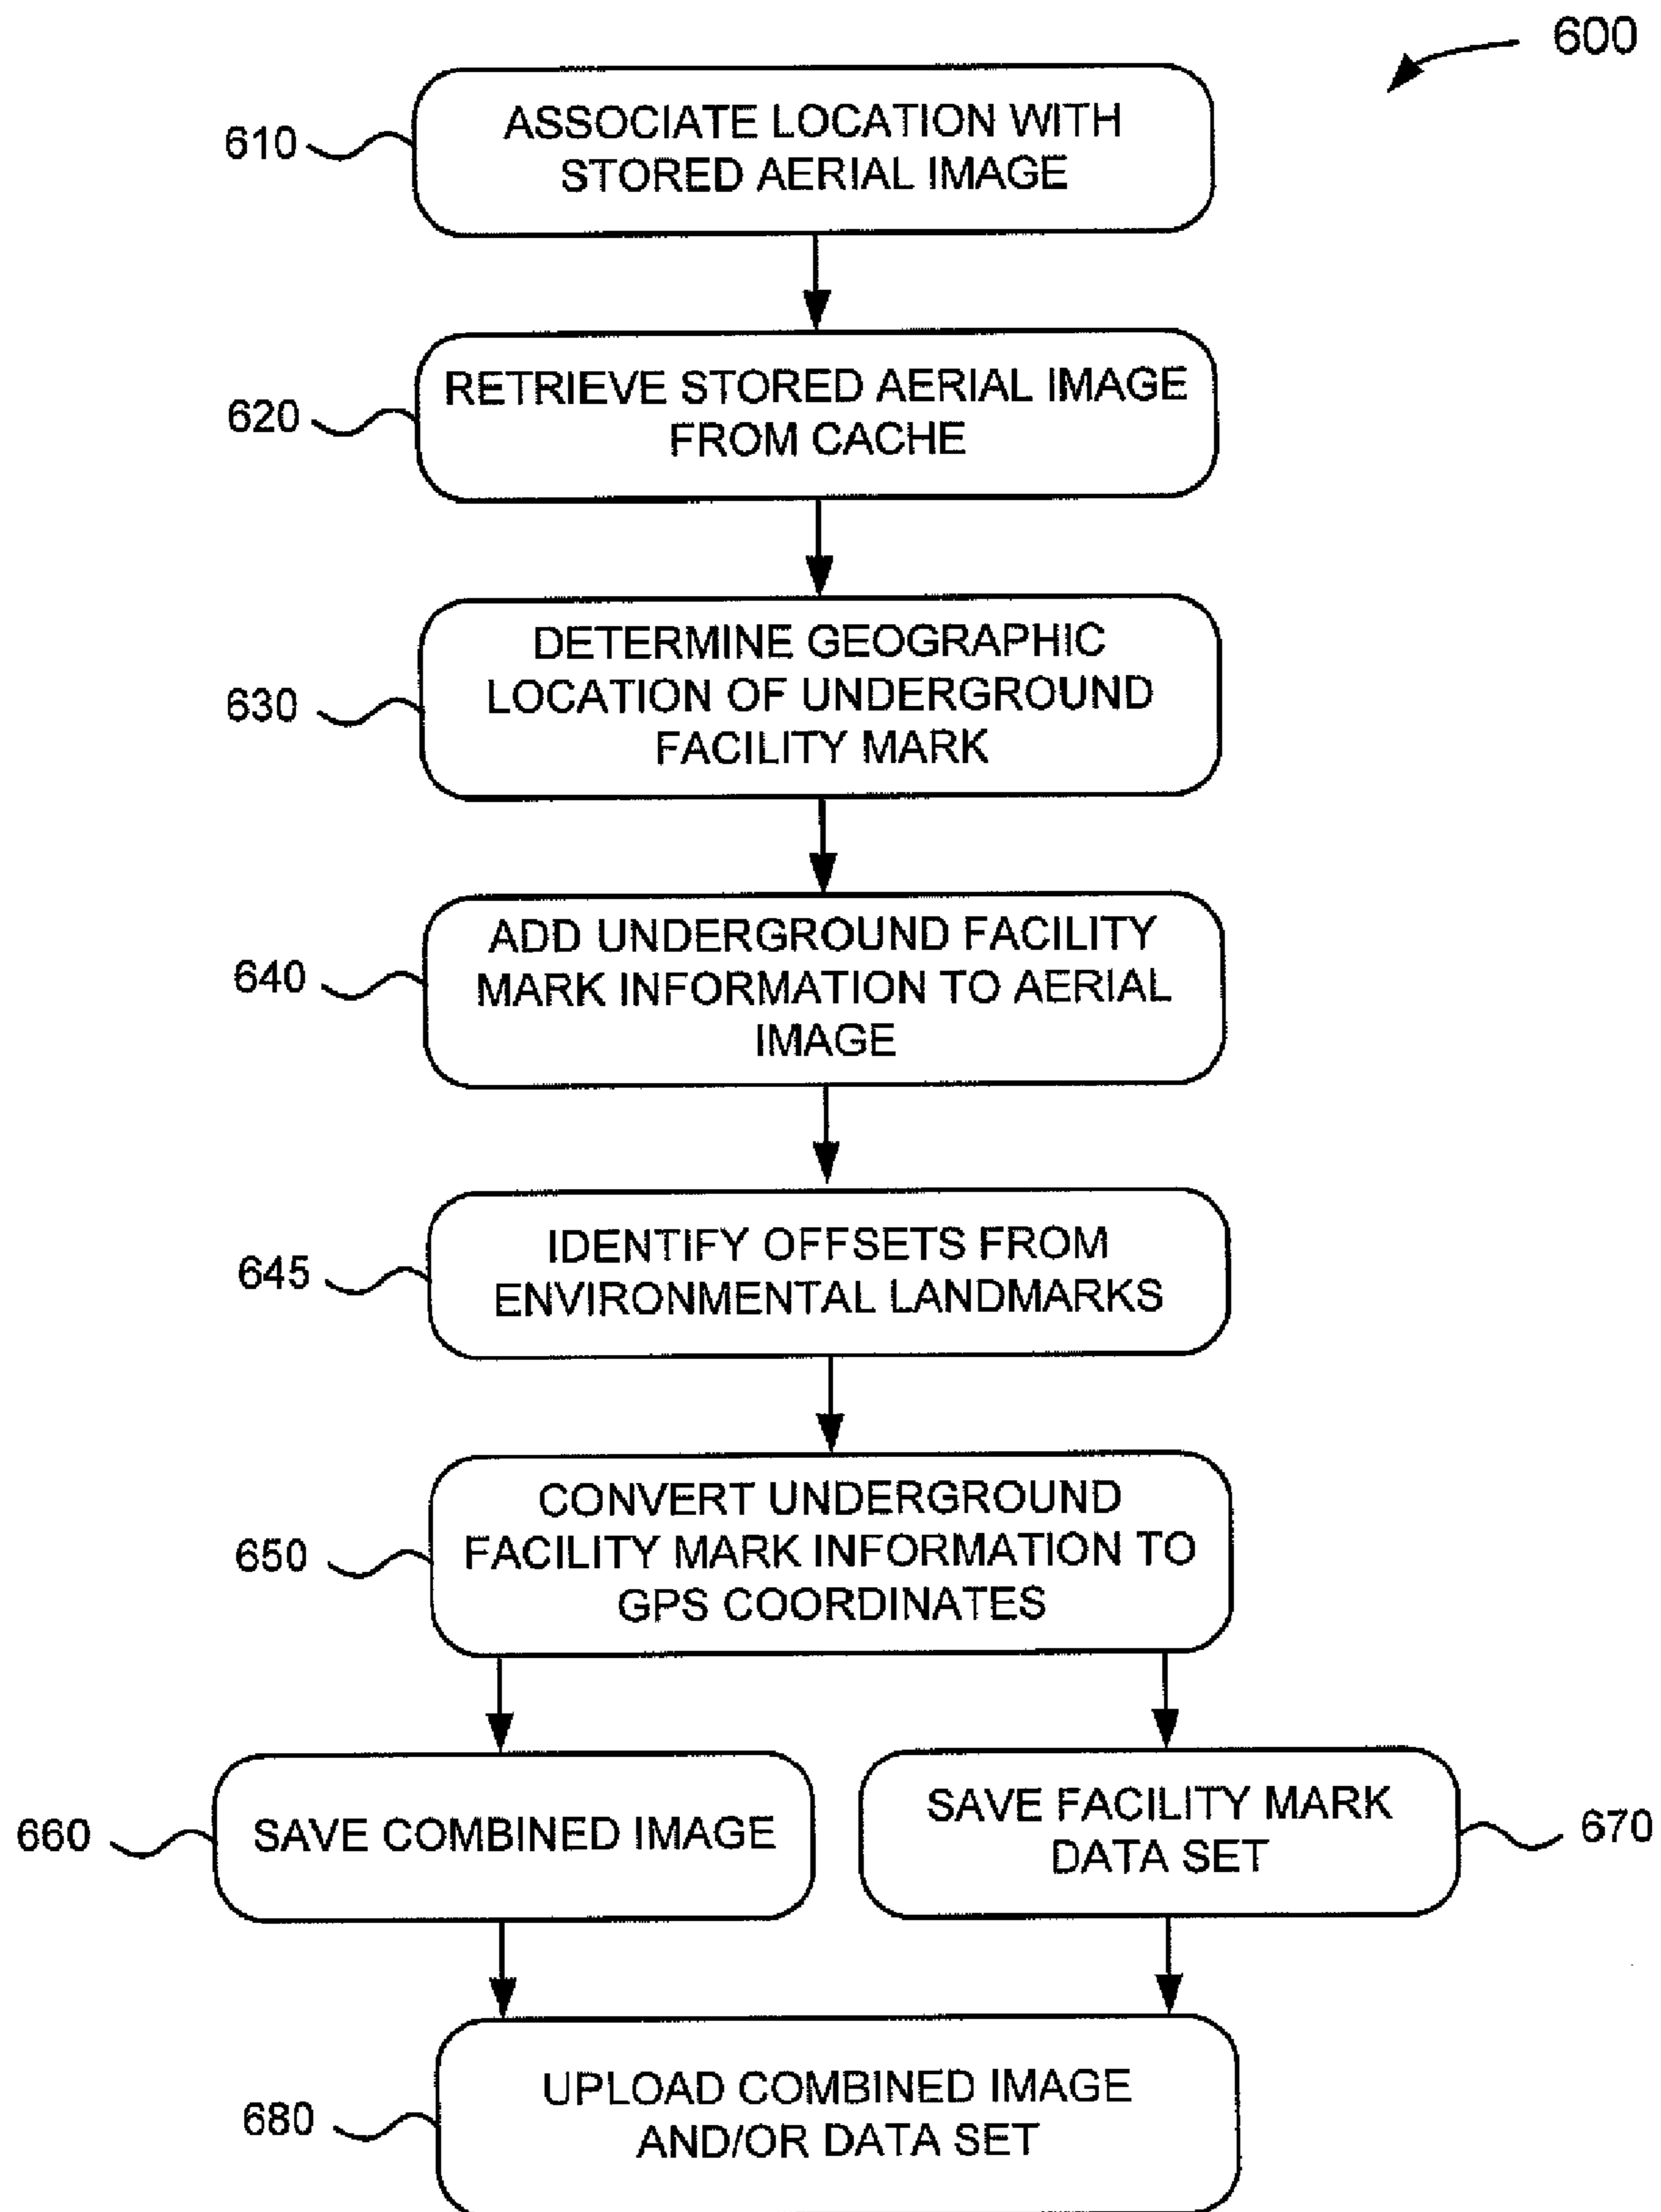 600
610
ASSOCIATE LOCATION WITH
STORED AERIAL IMAGE
620
RETRIEVE STORED AERIAL IMAGE
FROM CACHE
630
DETERMINE GEOGRAPHIC
LOCATION OF UNDERGROUND
FACILITY MARK
640
ADD UNDERGROUND FACILITY
MARK INFORMATION TO AERIAL
IMAGE
645
IDENTIFY OFFSETS FROM
ENVIRONMENTAL LANDMARKS
650
CONVERT UNDERGROUND
FACILITY MARK INFORMATION TO
GPS COORDINATES
660
SAVE COMBINED IMAGE
SAVE FACILITY MARK
DATA SET
670
680
UPLOAD COMBINED IMAGE
AND/OR DATA SET